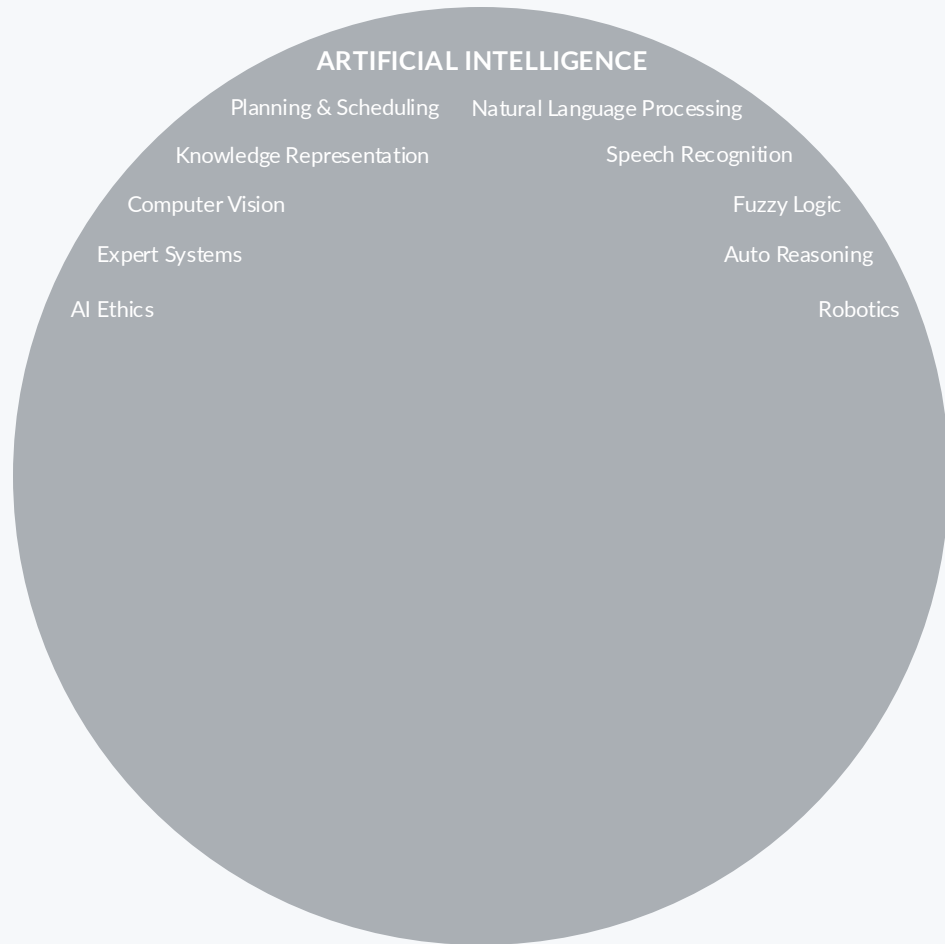 ARTIFICIAL INTELLIGENCE
Planning & Scheduling
Natural Language Processing
Knowledge Representation
Speech Recognition
Computer Vision
Fuzzy Logic
Expert Systems
Auto Reasoning
AI Ethics
Robotics